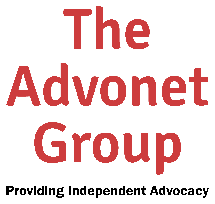 The
Advonet
Group
Providing Independent Advocacy